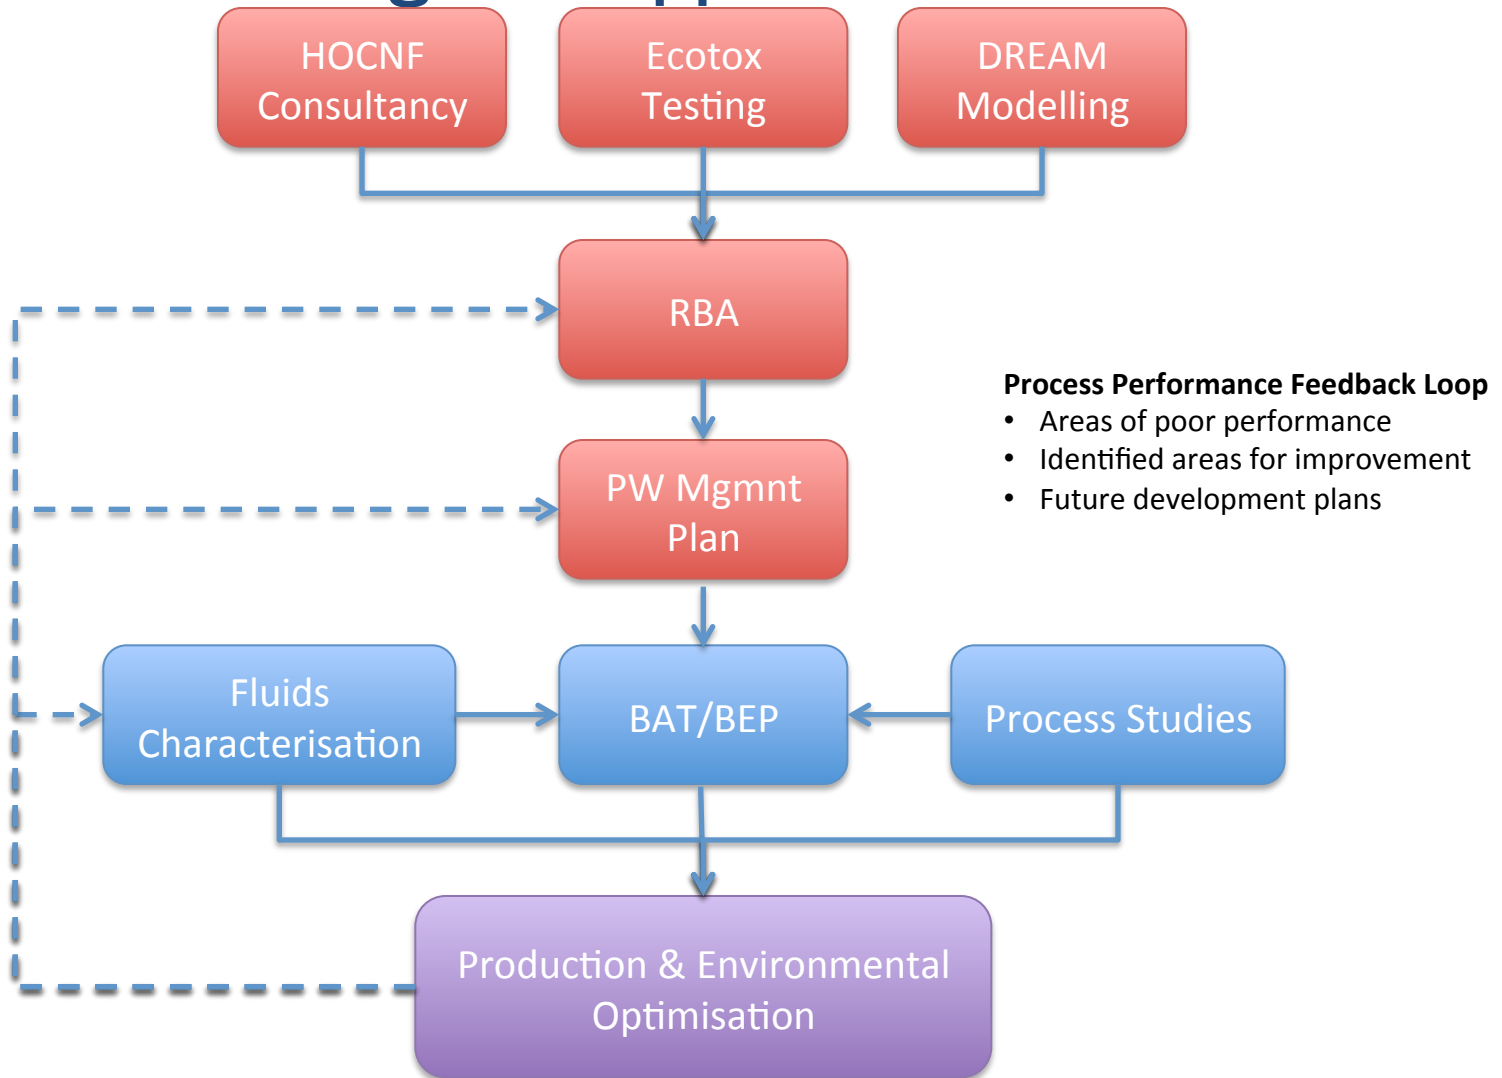 HOCNF
Consultancy
Ecotox
Testing
DREAM
Modelling
RBA
Process Performance Feedback Loop
• Areas of poor performance
• Identified areas for improvement
• Future development plans
PW Mgmnt
Plan
Fluids
Characterisation
BAT/BEP
Process Studies
Production & Environmental
Optimisation